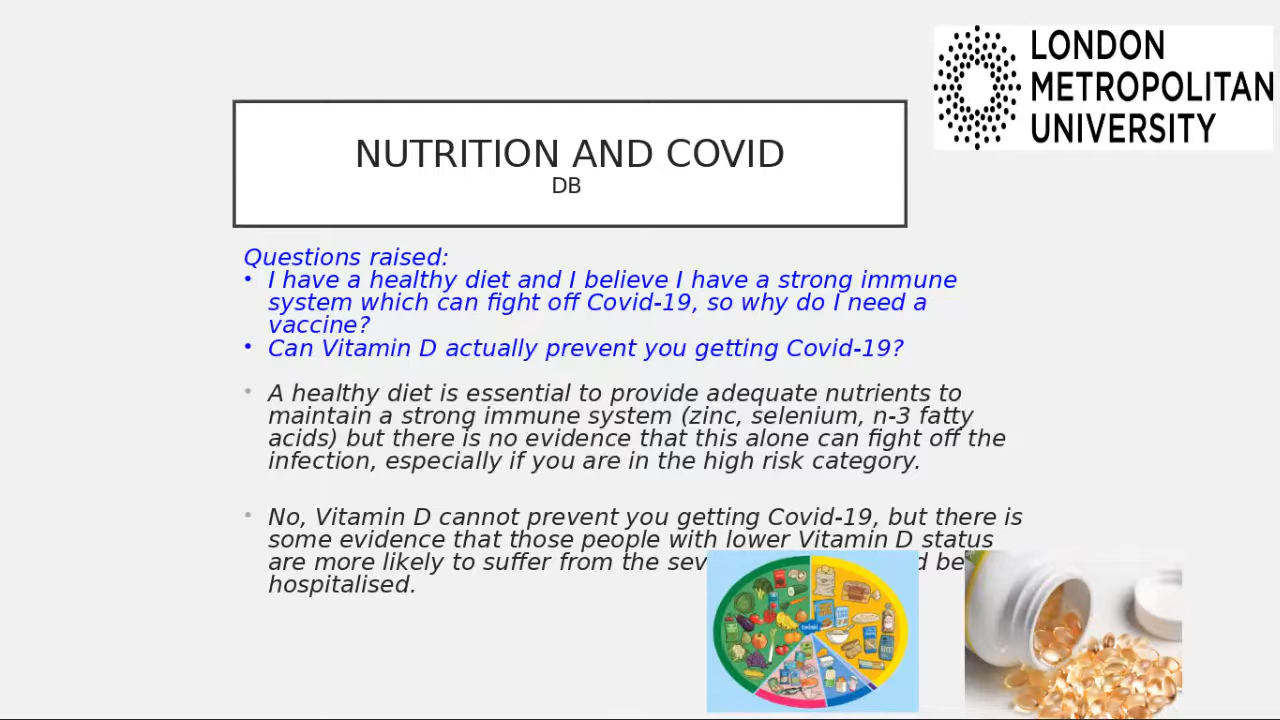 LONDON
METROPOLITAN
UNIVERSITY
NUTRITION AND COVID
DB
Questions raised:
• I have a healthy diet and I believe I have a strong immune
system which can fight off Covid-19, so why do I need a
vaccine?
• Can Vitamin D actually prevent you getting Covid-19?
• A healthy diet is essential to provide adequate nutrients to
maintain a strong immune system (zinc, selenium, n-3 fatty
acids) but there is no evidence that this alone can fight off the
infection, especially if you are in the high risk category.
• No, Vitamin D cannot prevent you getting Covid-19, but there is
some evidence that those people with lower Vitamin D status
are more likely to suffer from the be
hospitalised.